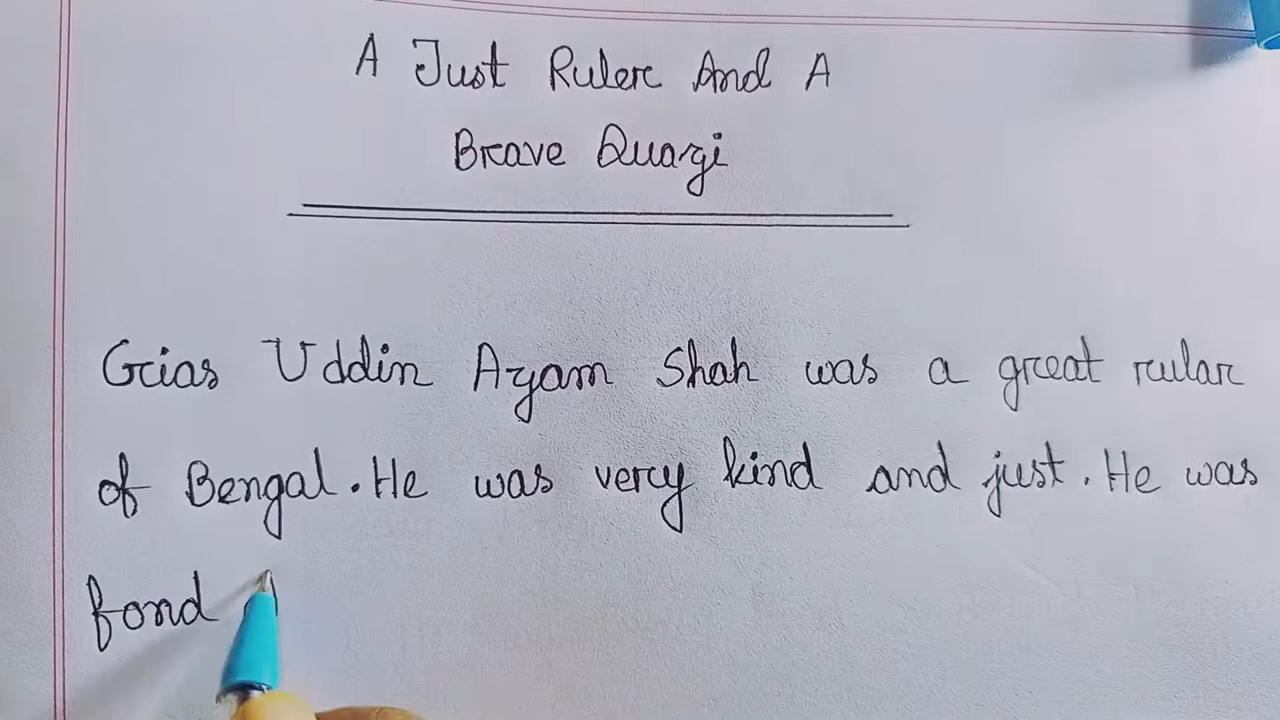 A Just Ruler And A
Brave Quazi
Gias Uddin Azam Shah was a great rular
of Bengal. He was very kind and just. He was
fond